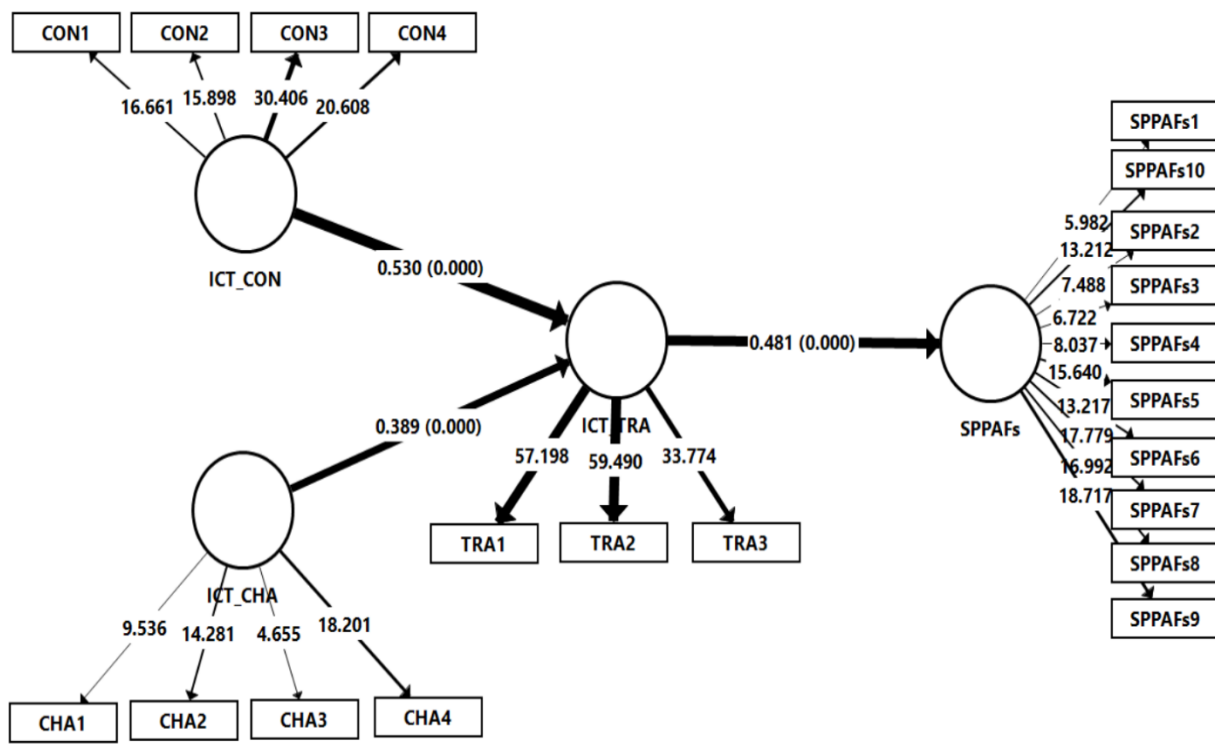 CON1 CON2 CON3 CON4
16.661 15.898 30.406 20.608
ICT_CON
0.530 (0.000)
0.389 (0.000)
ICT_CHA
9.536 14.281 4.655 18.201
CHA1 CHA2 CHA3 CHA4
ICT_TRA
57.198 59.490 33.774
TRA1 TRA2 TRA3
0.481 (0.000)
SPPAFs
5.982
13.212
7.488
6.722
8.037
15.640
13.217
17.779
16.992
18.717
SPPAFs1
SPPAFs10
SPPAFs2
SPPAFs3
SPPAFs4
SPPAFs5
SPPAFs6
SPPAFs7
SPPAFs8
SPPAFs9